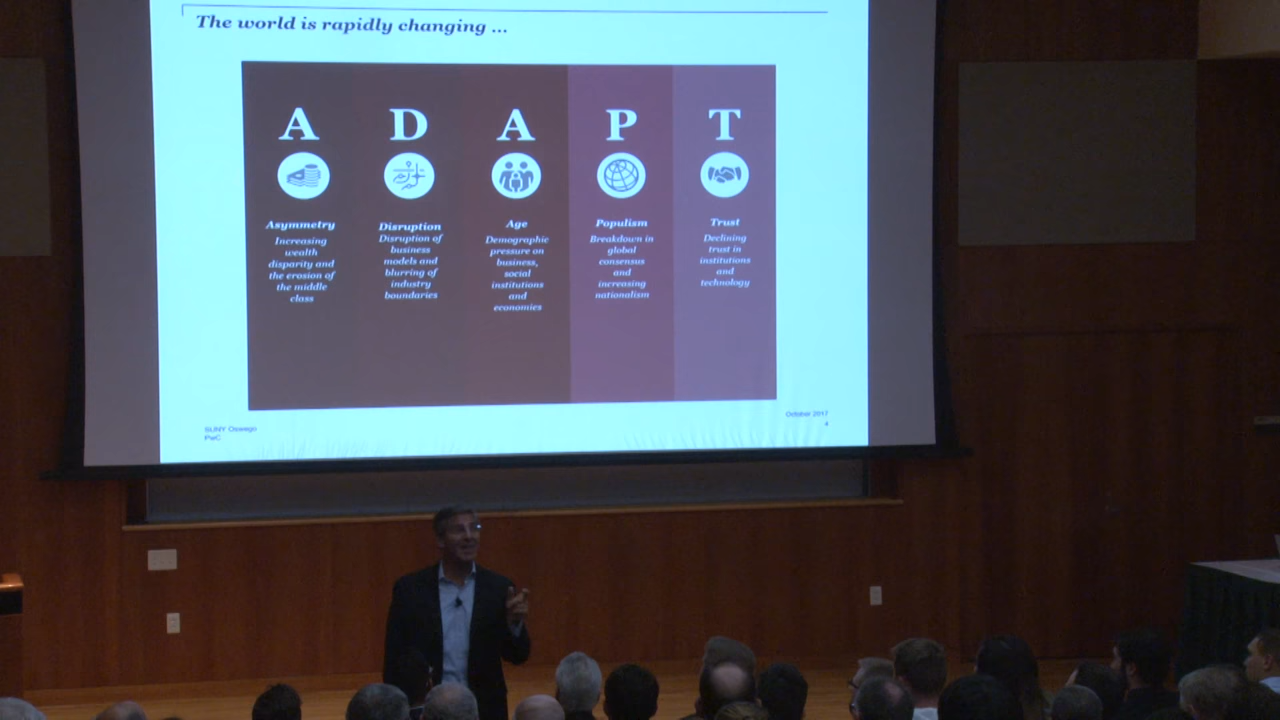 The world is rapidly changing ...
A D A P T
Asymmetry
Increasing
wealth
disparity and
the erosion of
the middle
class
Disruption
Disruption of
business
models and
blurring of
industry
boundaries
Age
Demographic
pressure on
business,
social
institutions
and
economies
Populism
Breakdown in
global
consensus
and
increasing
nationalism
Trust
Declining
trust in
institutions
and
technology
SUNY Oswego
PwC
October 2017
4